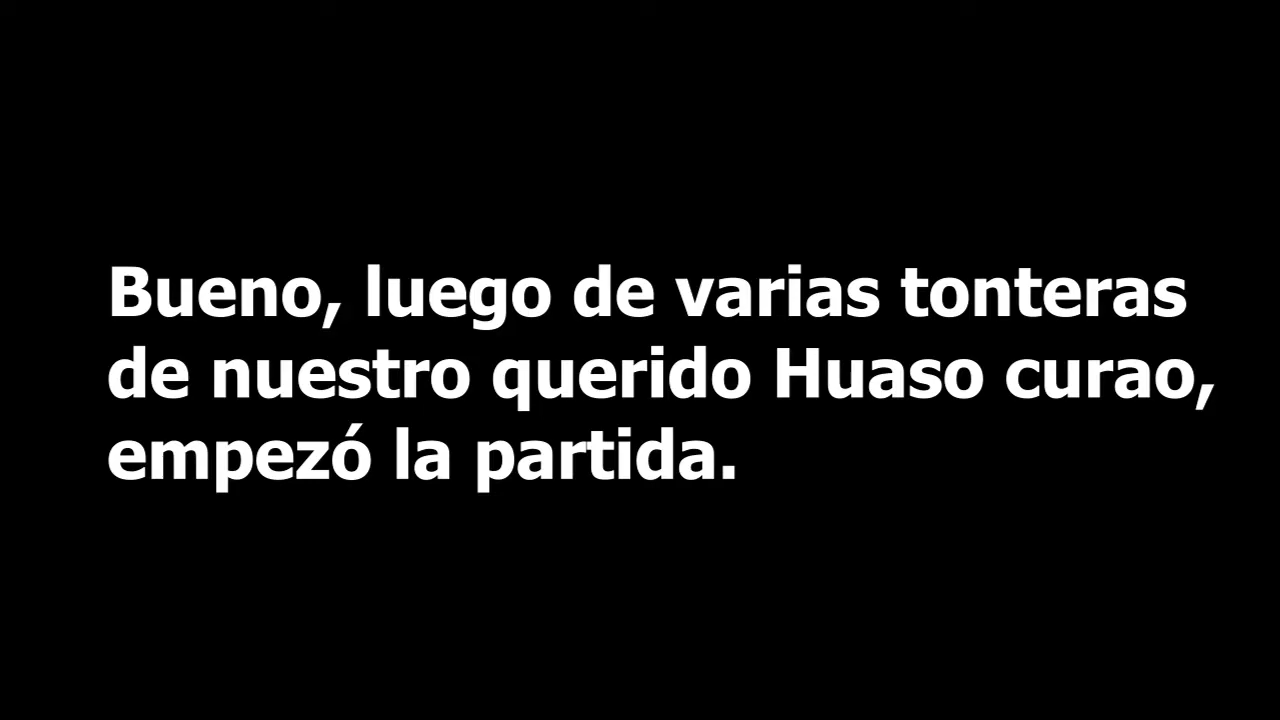 Bueno, luego de varias tonteras
de nuestro querido Huaso curao,
empezó la partida.